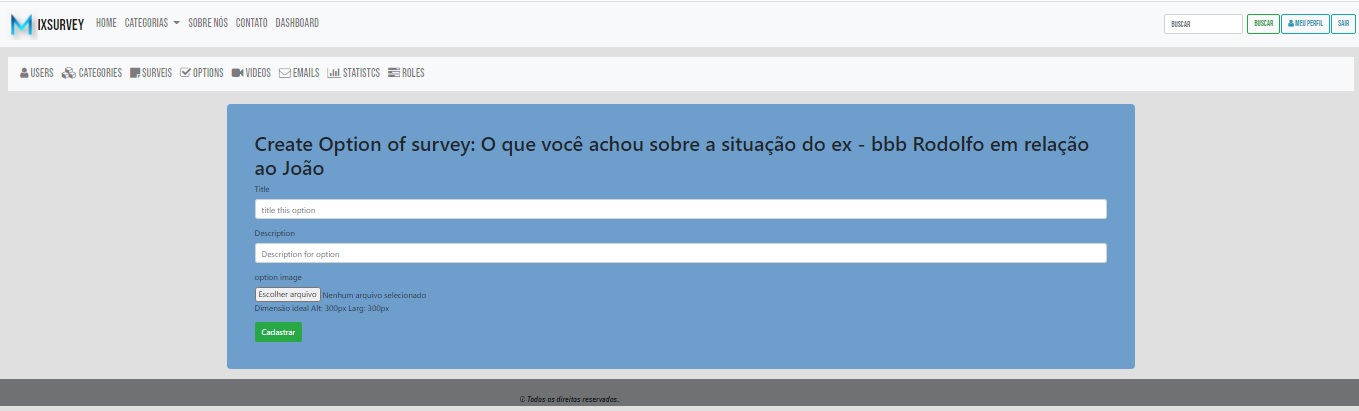 MIXSURVEY HOME CATEGORIAS SOBRE NÓS CONTATO DASHBOARD BUSCAR BUSCAR MEU PERFIL SAIR
USERS CATEGORIES SURVEIS OPTIONS VIDEOS EMAILS STATISTCS ROLES
Create Option of survey: O que você achou sobre a situação do ex - bbb Rodolfo em relação
ao João
Title
title this option
Description
Description for option
option image
Escolher arquivo Nenhum arquivo selecionado
Dimensão ideal Alt: 300px Larg: 300px
Cadastrar
© Todos os direitos reservados.